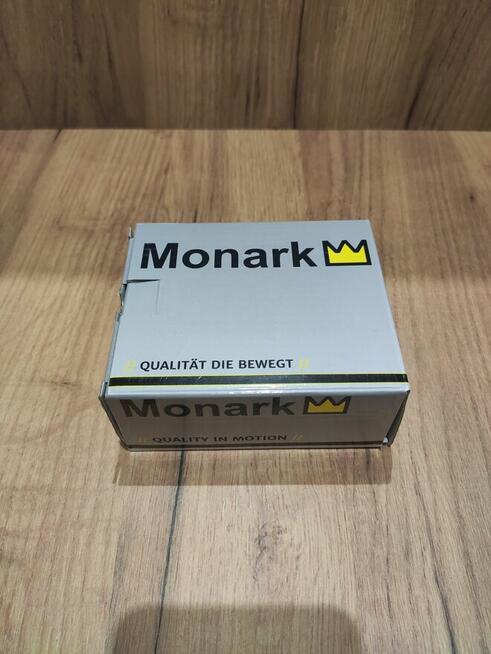 Monark
// QUALITÄT DIE BEWEGT //
Monark
// QUALITY IN MOTION //